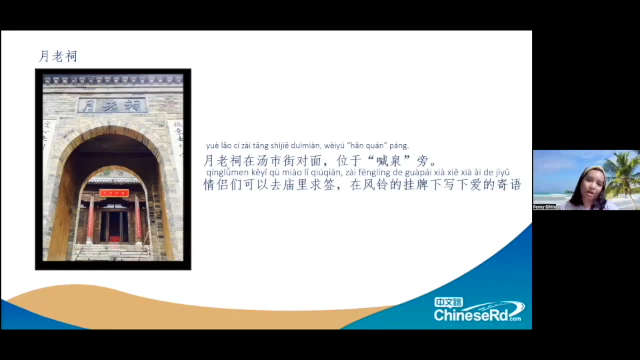 月老祠
月老祠
yuè lǎo cí zài tāng shìjiē duìmiàn, wèiyú “hǎn quán” páng.
月老祠在汤市街对面，位于“喊泉”旁。
qínglǚmen kěyǐ qù miào lǐ qiúqiān, zài fēnglíng de guàpái xià xiě xià ài de jìyǔ
情侣们可以去庙里求签，在风铃的挂牌下写下爱的寄语
中文路
ChineseRd.com